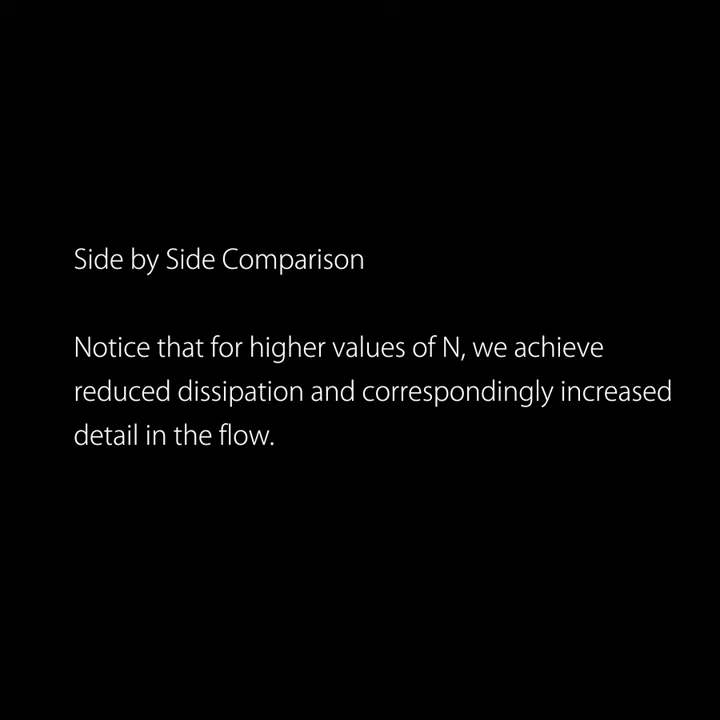 Side by Side Comparison
Notice that for higher values of N, we achieve
reduced dissipation and correspondingly increased
detail in the flow.